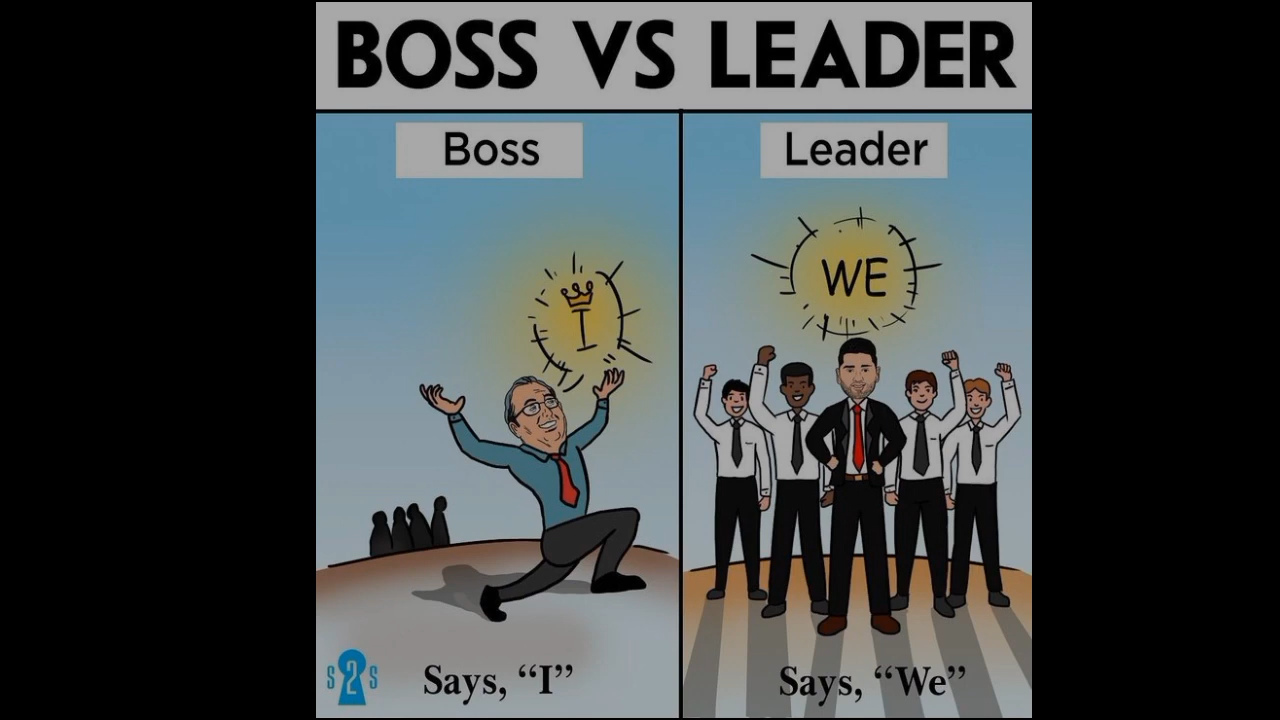 BOSS VS LEADER
Boss
Leader
I
WE
Says, “I”
Says, “We”
S2S